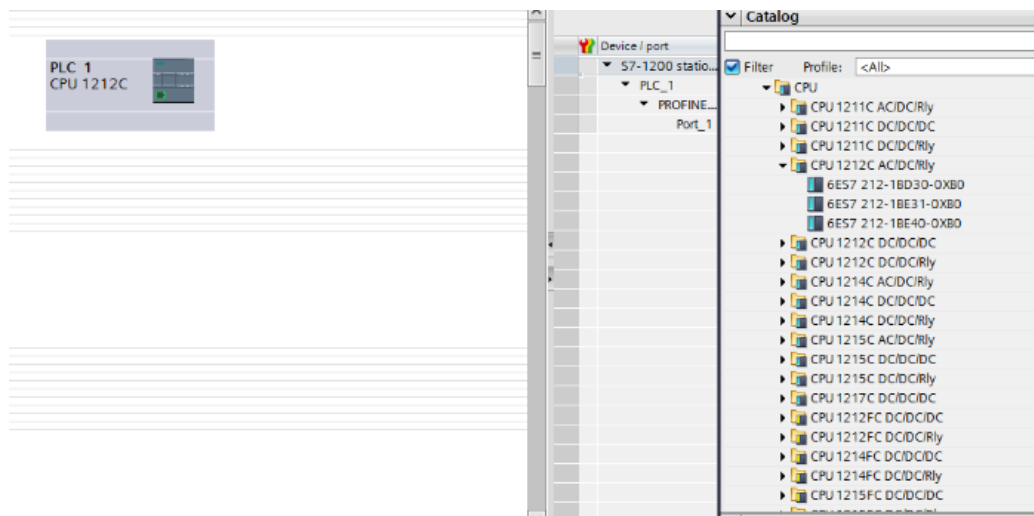 PLC 1
CPU 1212C
Device / port
S7-1200 statio...
PLC_1
PROFINE...
Port_1
Catalog
Filter Profile: <All>
CPU
CPU 1211C AC/DC/Rly
CPU 1211C DC/DC/DC
CPU 1211C DC/DC/Rly
CPU 1212C AC/DC/Rly
6ES7 212-1BD30-0XB0
6ES7 212-1BE31-0XB0
6ES7 212-1BE40-0XB0
CPU 1212C DC/DC/DC
CPU 1212C DC/DC/Rly
CPU 1214C AC/DC/Rly
CPU 1214C DC/DC/DC
CPU 1214C DC/DC/Rly
CPU 1215C AC/DC/Rly
CPU 1215C DC/DC/DC
CPU 1215C DC/DC/Rly
CPU 1217C DC/DC/DC
CPU 1212FC DC/DC/DC
CPU 1212FC DC/DC/Rly
CPU 1214FC DC/DC/DC
CPU 1214FC DC/DC/Rly
CPU 1215FC DC/DC/DC